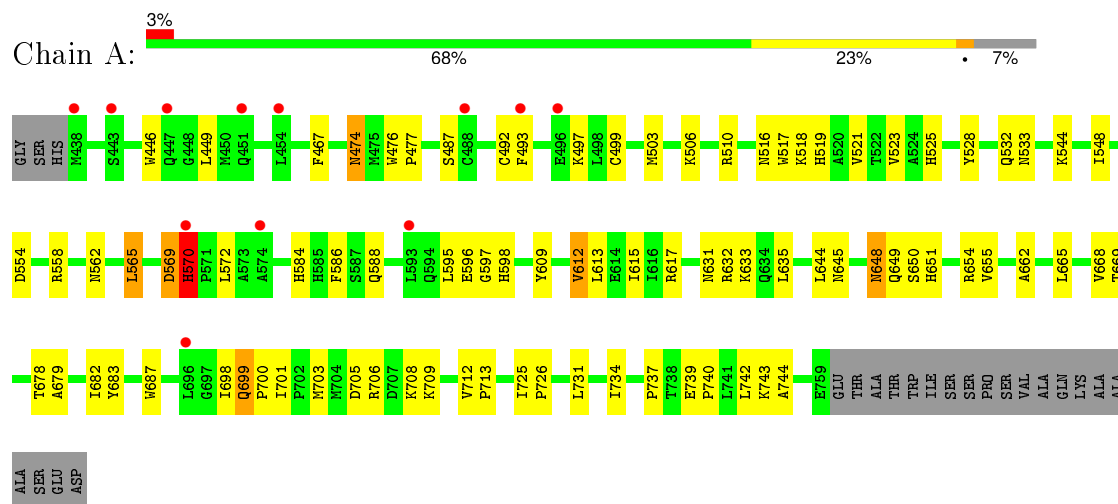 3%
Chain A:
68% 23% • 7%
GLY SER HIS M438 S443 W446 Q447 G448 L449 M450 Q451 L454 F467 N474 M475 W476 P477 S487 C488 C492 F493 E496 K497 L498 C499 M503 K506 R510 N516 W517 K518 H519 A520 V521 T522 V523 A524 H525 Y528 Q532 N533 K544 I548
D554 R558 N562 L565 D569 H570 P571 L572 A573 A574 H584 H585 F586 S587 Q588 L593 Q594 L595 E596 G597 H598 Y609 V612 L613 E614 I615 I616 R617 N631 R632 K633 Q634 L635 L644 N645 N648 Q649 S650 H651 R654 V655 A662 L665 V668 T669
T678 A679 I682 Y683 W687 L696 G697 I698 Q699 P700 I701 P702 M703 M704 D705 R706 D707 K708 K709 V712 P713 I725 P726 L731 I734 P737 T738 E739 P740 L741 L742 K743 A744 E759 GLU THR ALA THR TRP ILE SER SER PRO SER VAL ALA GLN LYS ALA ALA
ALA SER GLU ASP